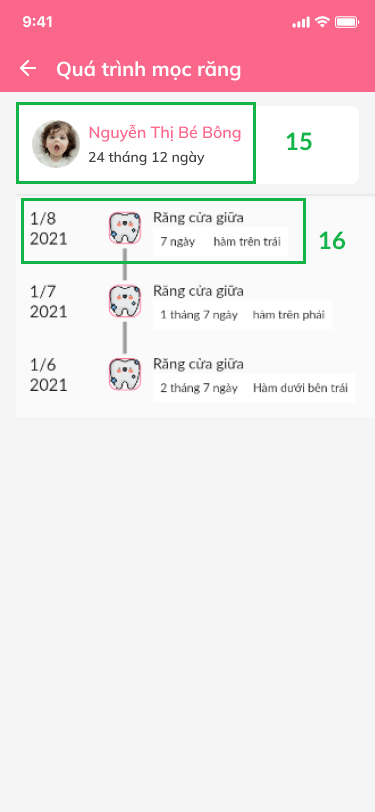 9:41
Quá trình mọc răng
Nguyễn Thị Bé Bông
24 tháng 12 ngày
15
1/8
2021
Răng cửa giữa
7 ngày hàm trên trái
16
1/7
2021
Răng cửa giữa
1 tháng 7 ngày hàm trên phải
1/6
2021
Răng cửa giữa
2 tháng 7 ngày Hàm dưới bên trái